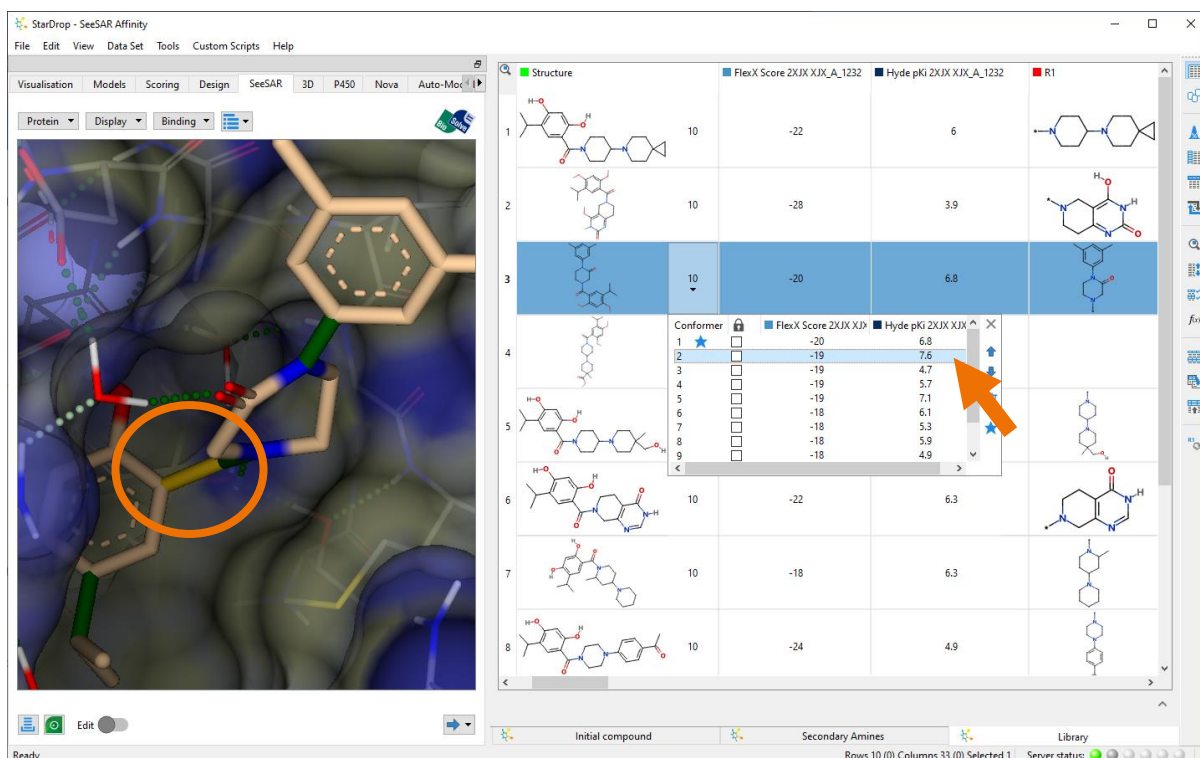 StarDrop - SeeSAR Affinity
File Edit View Data Set Tools Custom Scripts Help
Visualisation Models Scoring Design SeeSAR 3D P450 Nova
Protein Display Binding
Bio Solve
Edit
Structure FlexX Score 2XJX XJX_A_1232 Hyde pKi 2XJX XJX_A_1232 R1
1 10 -22 6
2 10 -28 3.9
3 10 -20 6.8
Conformer FlexX Score 2XJX Hyde pKi 2XJX
1 -20 6.8
2 -19 7.6
3 -19 4.7
4 -19 5.7
5 -19 7.1
6 -18 6.1
7 -18 5.3
8 -18 5.9
9 -18 4.9
4
5
6 10 -22 6.3
7 10 -18 6.3
8 10 -24 4.9
Initial compound Secondary Amines Library
Ready Rows 10 (0) Columns 33 (0) Selected 1 Server status: